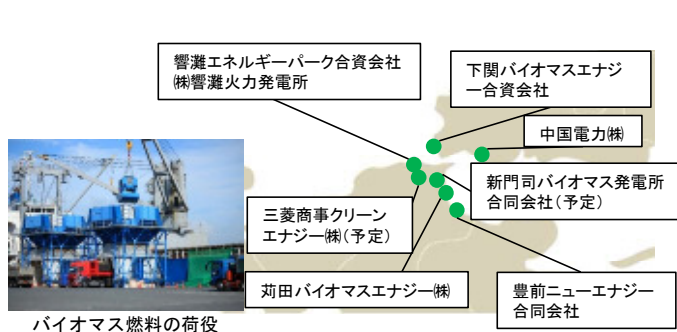 響灘エネルギーパーク合資会社
㈱響灘火力発電所
下関バイオマスエナジ
ー合資会社
中国電力㈱
新門司バイオマス発電所
合同会社(予定)
三菱商事クリーン
エナジー㈱(予定)
苅田バイオマスエナジー㈱
豊前ニューエナジー
合同会社
バイオマス燃料の荷役